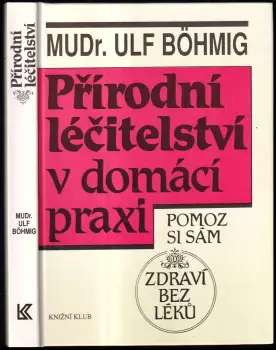 Přírodní
léčitelství
MUDr.
ULF
BÖHMIG
K
MUDr. ULF BÖHMIG
Přírodní
léčitelství
v domácí
praxi
POMOZ
SI SÁM
ZDRAVÍ
BEZ
LÉKŮ
KNIŽNÍ KLUB